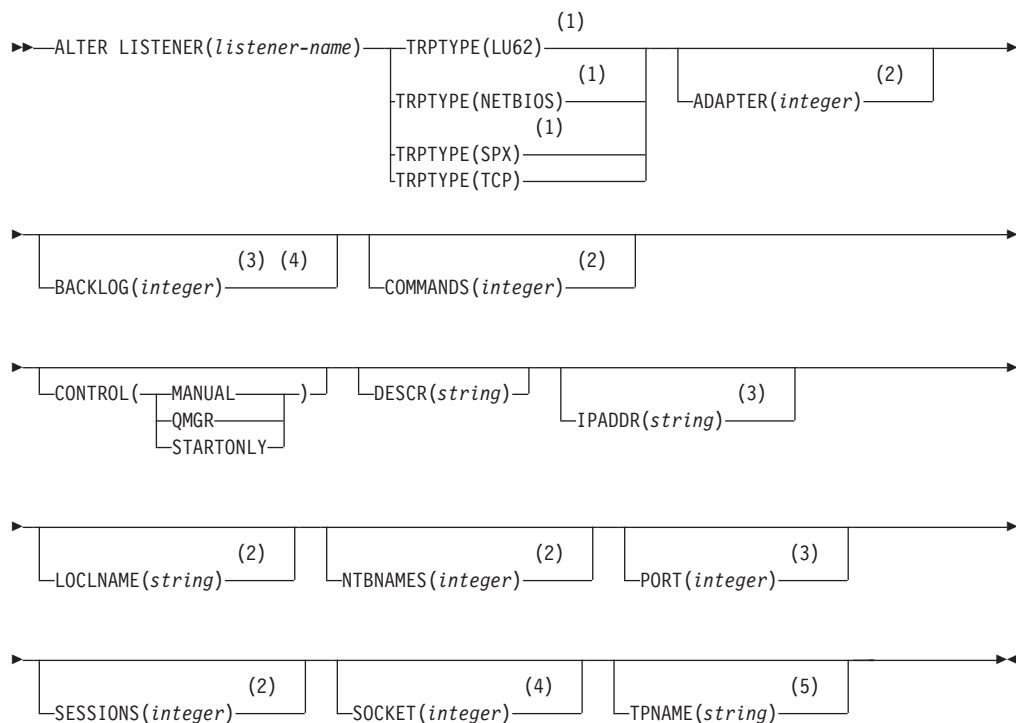 (1)
ALTER LISTENER(listener-name) TRPTYPE(LU62)
(1) (2)
TRPTYPE(NETBIOS) ADAPTER(integer)
(1)
TRPTYPE(SPX)
TRPTYPE(TCP)
(3) (4) (2)
BACKLOG(integer) COMMANDS(integer)
CONTROL( MANUAL ) DESCR(string) (3)
QMGR IPADDR(string)
STARTONLY
(2) (2) (3)
LOCLNAME(string) NTBNAMES(integer) PORT(integer)
(2) (4) (5)
SESSIONS(integer) SOCKET(integer) TPNAME(string)